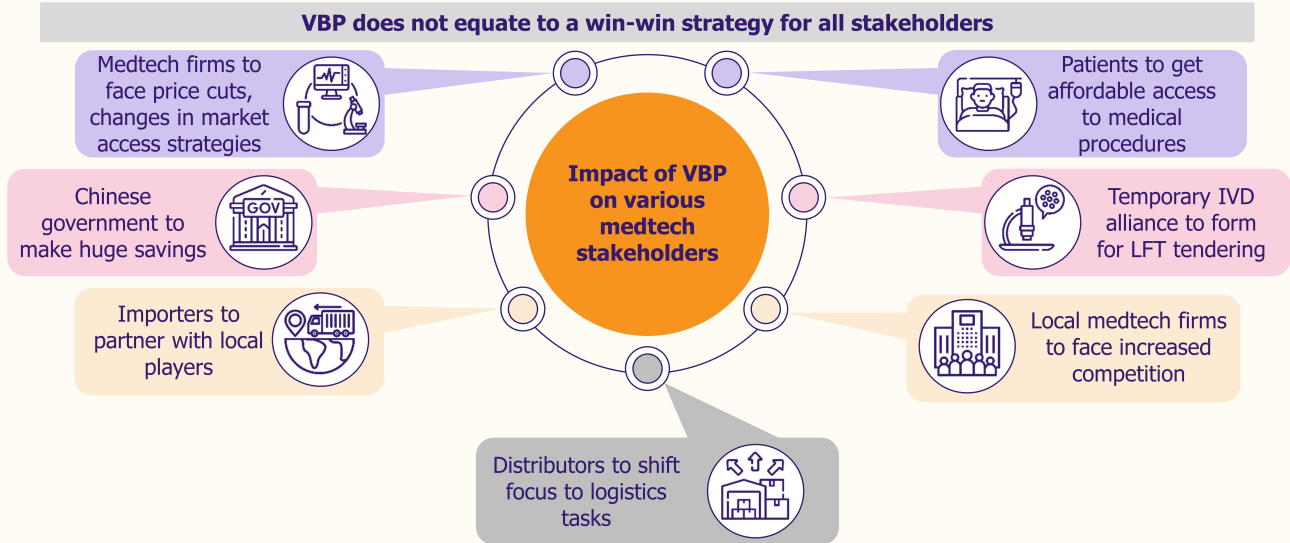 VBP does not equate to a win-win strategy for all stakeholders
Medtech firms to
face price cuts,
changes in market
access strategies
Patients to get
affordable access
to medical
procedures
Impact of VBP
on various
medtech
stakeholders
Chinese
government to
make huge savings
GOV
Temporary IVD
alliance to form
for LFT tendering
Importers to
partner with local
players
Local medtech firms
to face increased
competition
Distributors to shift
focus to logistics
tasks